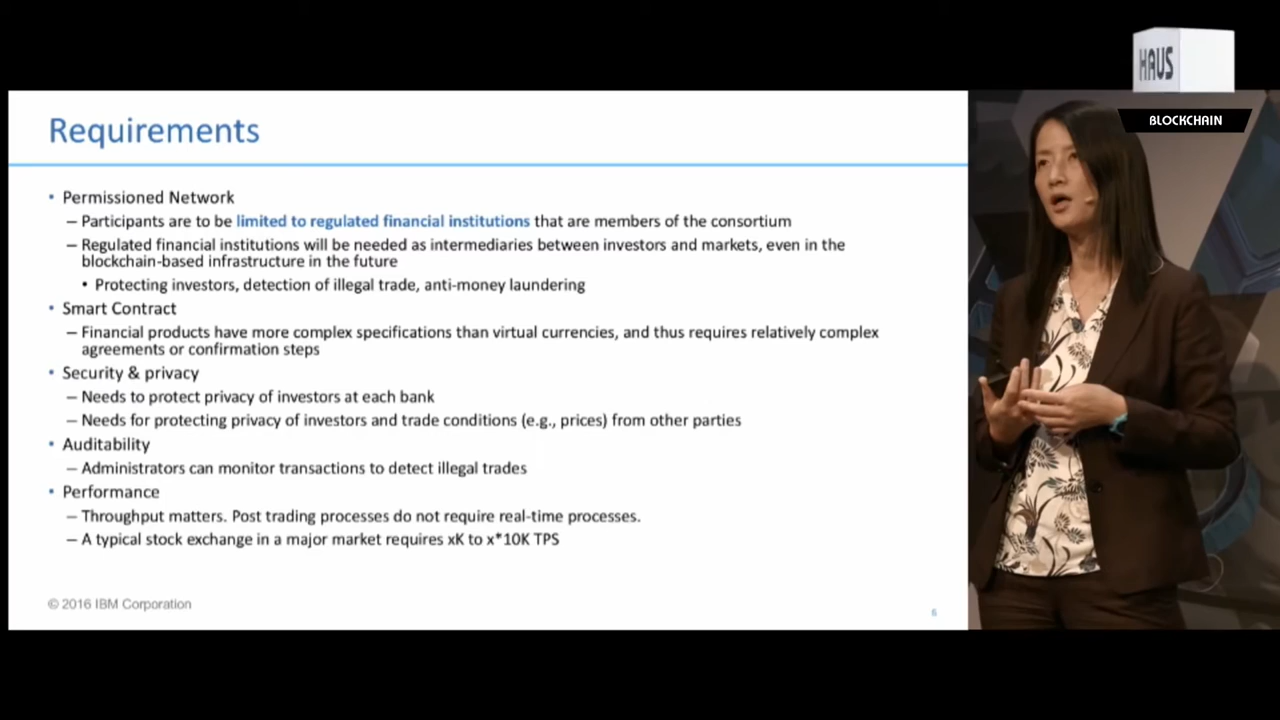 HAUS
BLOCKCHAIN
Requirements
• Permissioned Network
– Participants are to be limited to regulated financial institutions that are members of the consortium
– Regulated financial institutions will be needed as intermediaries between investors and markets, even in the
blockchain-based infrastructure in the future
• Protecting investors, detection of illegal trade, anti-money laundering
• Smart Contract
– Financial products have more complex specifications than virtual currencies, and thus requires relatively complex
agreements or confirmation steps
• Security & privacy
– Needs to protect privacy of investors at each bank
– Needs for protecting privacy of investors and trade conditions (e.g., prices) from other parties
• Auditability
– Administrators can monitor transactions to detect illegal trades
• Performance
– Throughput matters. Post trading processes do not require real-time processes.
– A typical stock exchange in a major market requires xK to x*10K TPS
© 2016 IBM Corporation
6